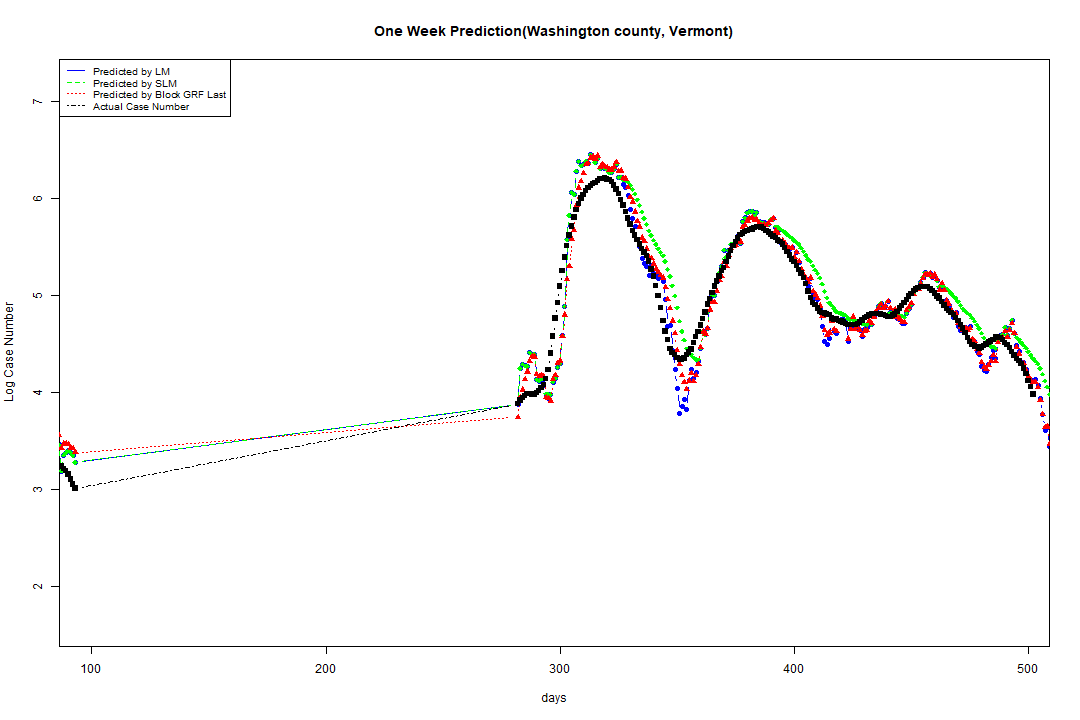 One Week Prediction(Washington county, Vermont)
Predicted by LM
Predicted by SLM
Predicted by Block GRF Last
Actual Case Number
7
6
5
4
3
2
Log Case Number
100 200 300 400 500
days